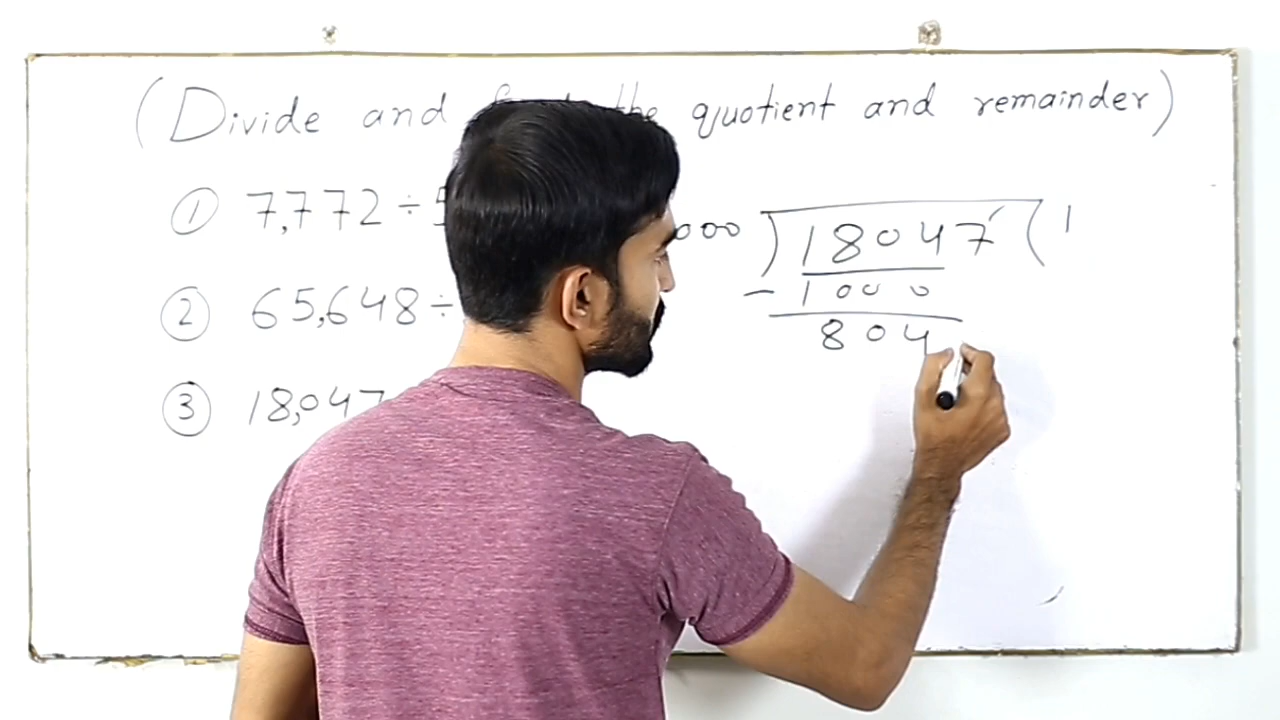 (Divide and the quotient and remainder)
① 7,772 ÷
② 65,648 ÷
③ 18,047
000 ) 18047 ( 1
- 1000
804